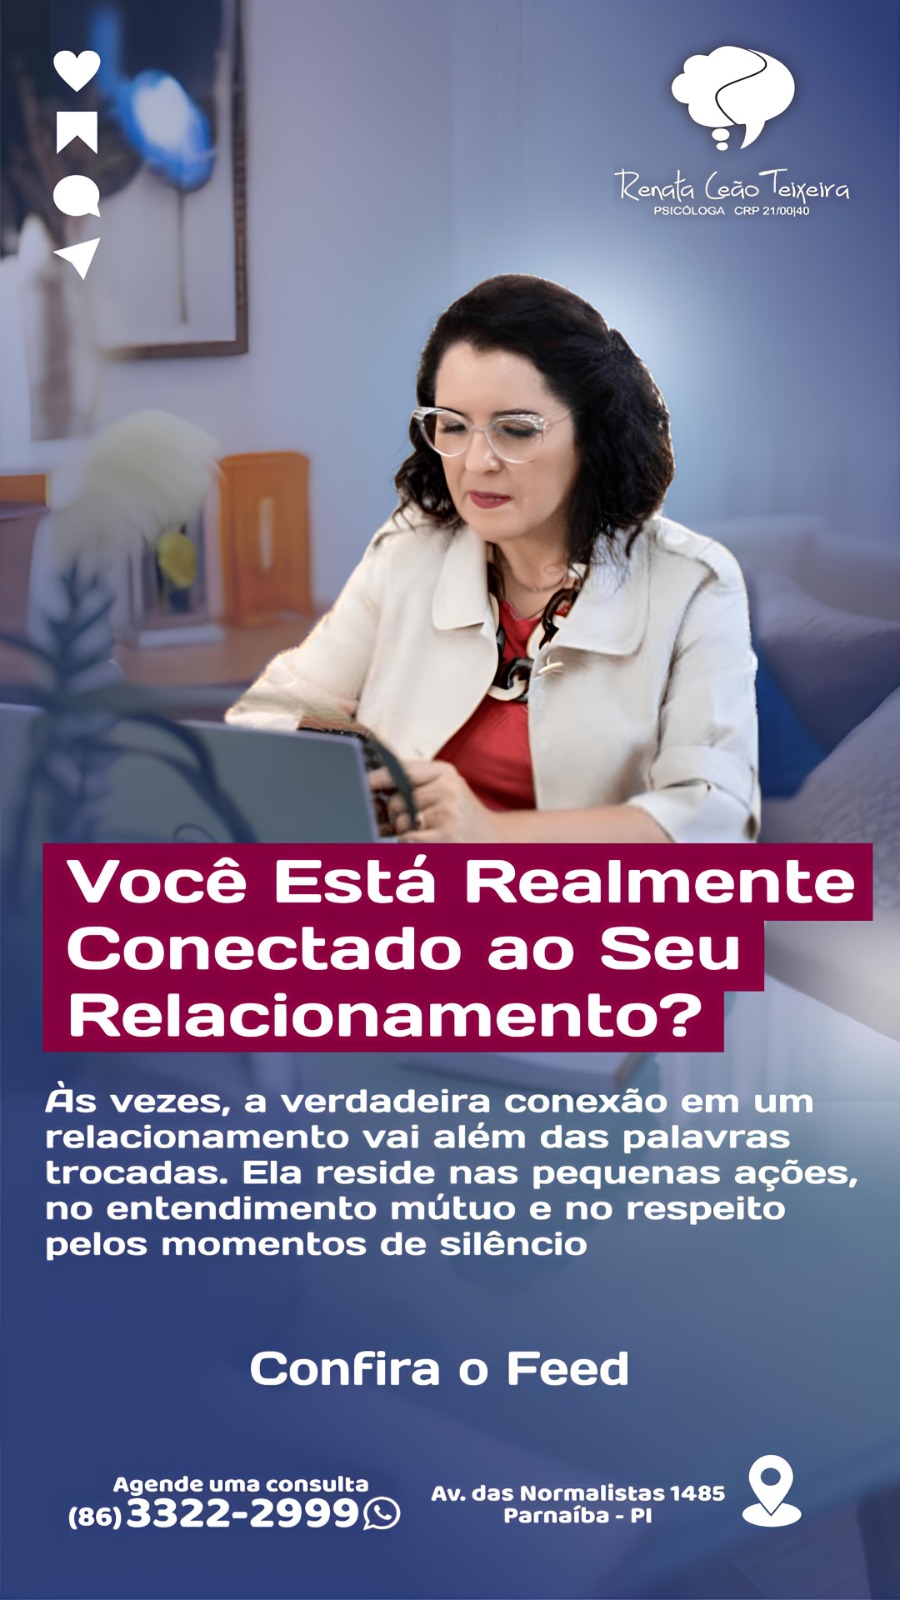 Renata Leão Teixeira
PSICÓLOGA CRP 21/00|40
Você Está Realmente
Conectado ao Seu
Relacionamento?
Às vezes, a verdadeira conexão em um
relacionamento vai além das palavras
trocadas. Ela reside nas pequenas ações,
no entendimento mútuo e no respeito
pelos momentos de silêncio
Confira o Feed
Agende uma consulta
(86) 3322-2999
Av. das Normalistas 1485
Parnaíba - PI